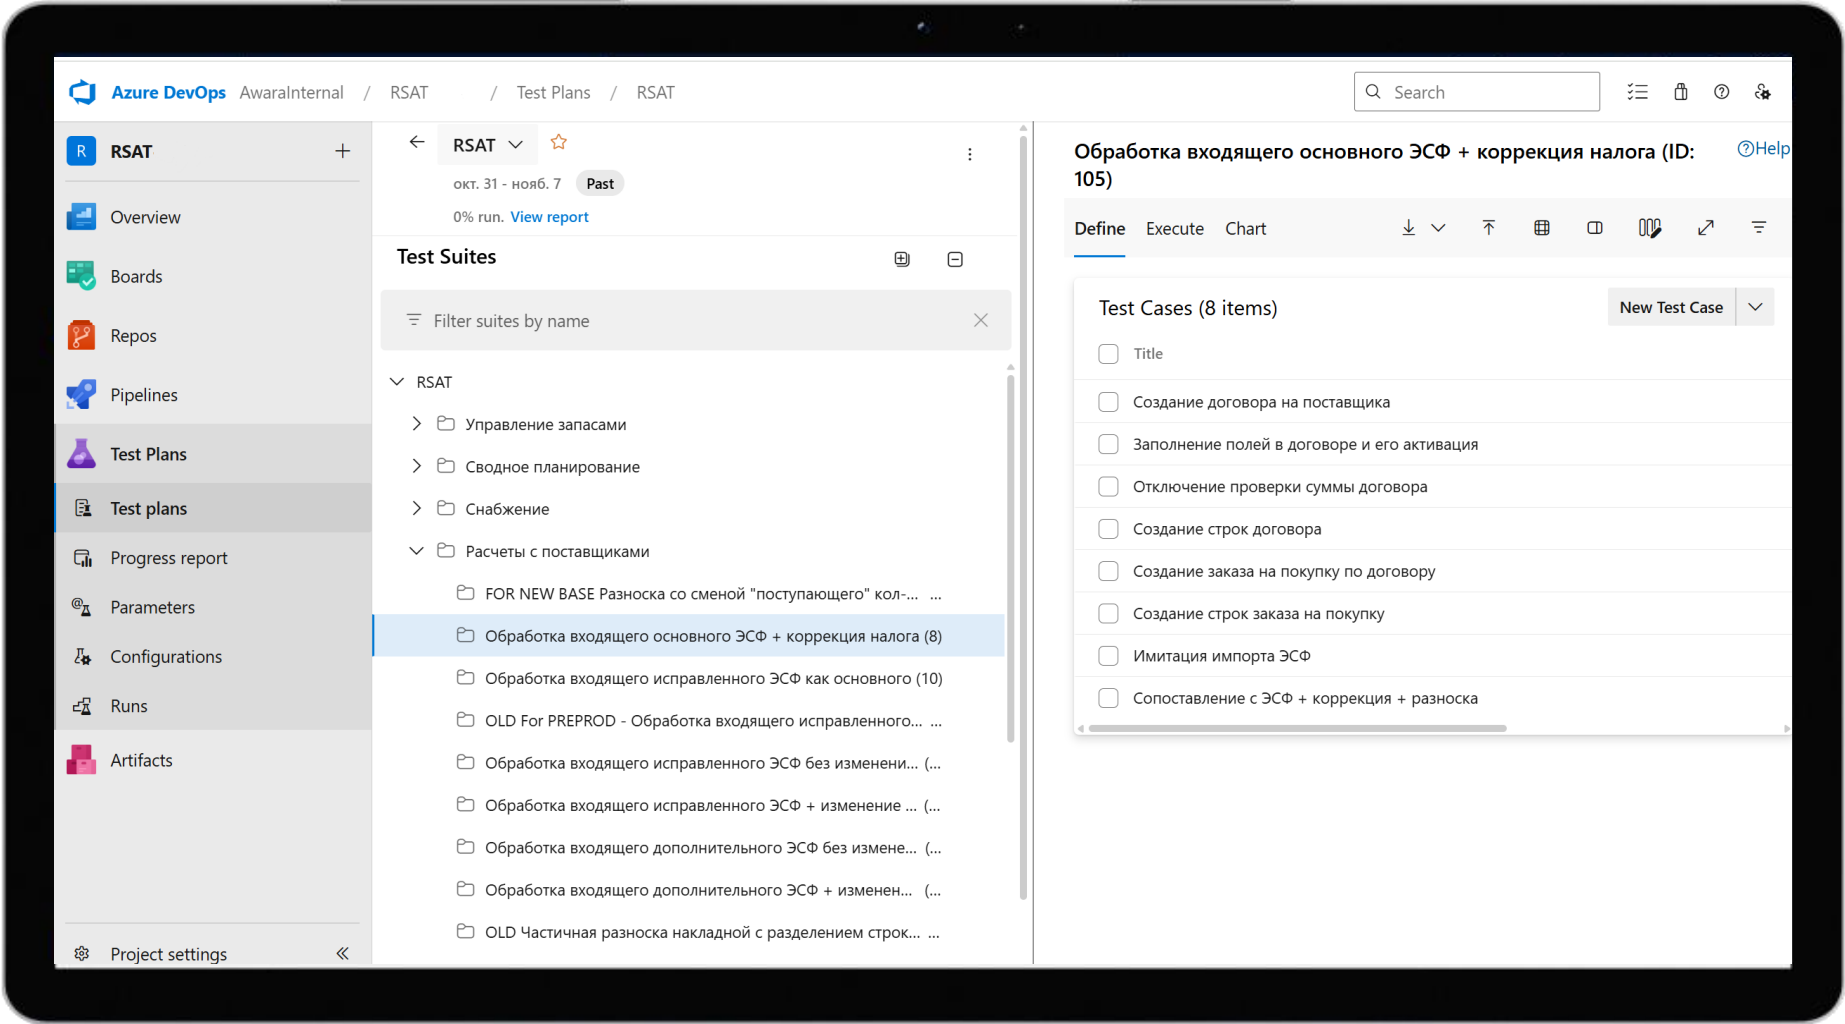 Azure DevOps AwaraInternal / RSAT / Test Plans / RSAT
Search
R RSAT
Overview
Boards
Repos
Pipelines
Test Plans
Test plans
Progress report
Parameters
Configurations
Runs
Artifacts
Project settings
RSAT
окт. 31 - нояб. 7 Past
0% run. View report
Test Suites
Filter suites by name
RSAT
Управление запасами
Сводное планирование
Снабжение
Расчеты с поставщиками
FOR NEW BASE Разноска со сменой "поступающего" кол-... ...
Обработка входящего основного ЭСФ + коррекция налога (8)
Обработка входящего исправленного ЭСФ как основного (10)
OLD For PREPROD - Обработка входящего исправленного... ...
Обработка входящего исправленного ЭСФ без изменени... (...
Обработка входящего исправленного ЭСФ + изменение ... (...
Обработка входящего дополнительного ЭСФ без измене... (...
Обработка входящего дополнительного ЭСФ + изменен... (...
OLD Частичная разноска накладной с разделением строк... ...
Обработка входящего основного ЭСФ + коррекция налога (ID:
105)
Help
Define Execute Chart
Test Cases (8 items)
New Test Case
Title
Создание договора на поставщика
Заполнение полей в договоре и его активация
Отключение проверки суммы договора
Создание строк договора
Создание заказа на покупку по договору
Создание строк заказа на покупку
Имитация импорта ЭСФ
Сопоставление с ЭСФ + коррекция + разноска